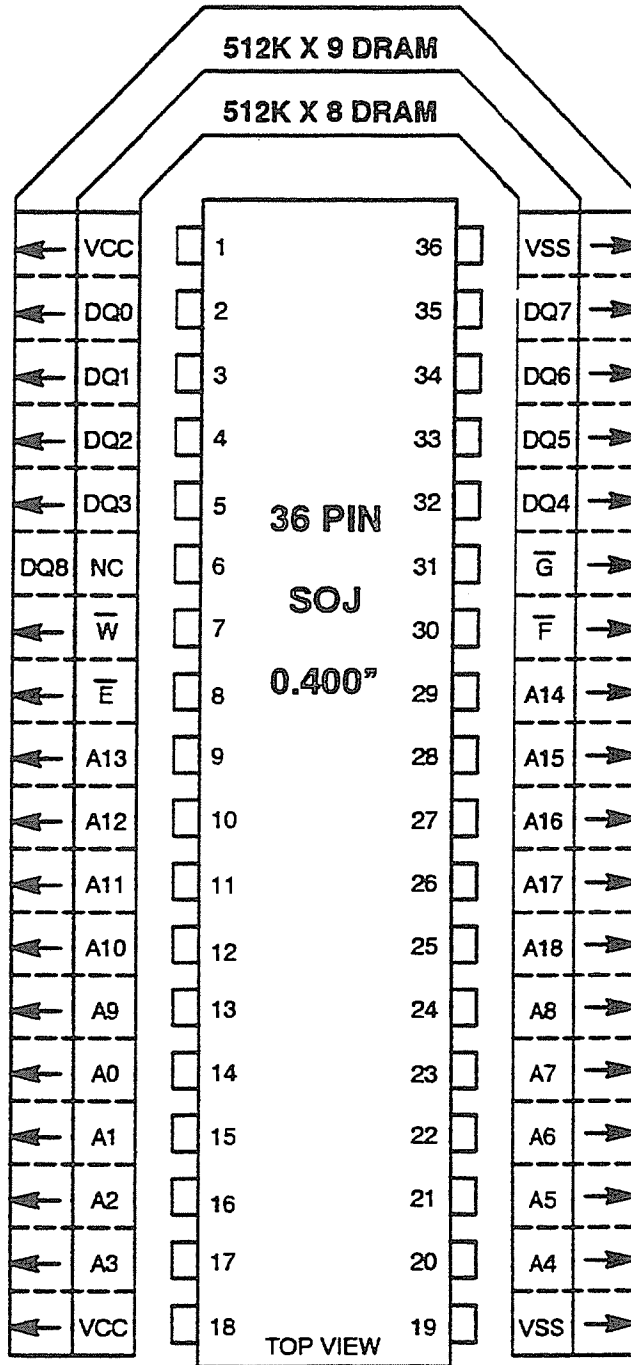 512K X 9 DRAM
512K X 8 DRAM
VCC 1 36 VSS
DQ0 2 35 DQ7
DQ1 3 34 DQ6
DQ2 4 33 DQ5
DQ3 5 32 DQ4
36 PIN
DQ8 NC 6 31 G̅
SOJ
W̅ 7 30 F̅
E̅ 8 29 A14
0.400"
A13 9 28 A15
A12 10 27 A16
A11 11 26 A17
A10 12 25 A18
A9 13 24 A8
A0 14 23 A7
A1 15 22 A6
A2 16 21 A5
A3 17 20 A4
VCC 18 19 VSS
TOP VIEW